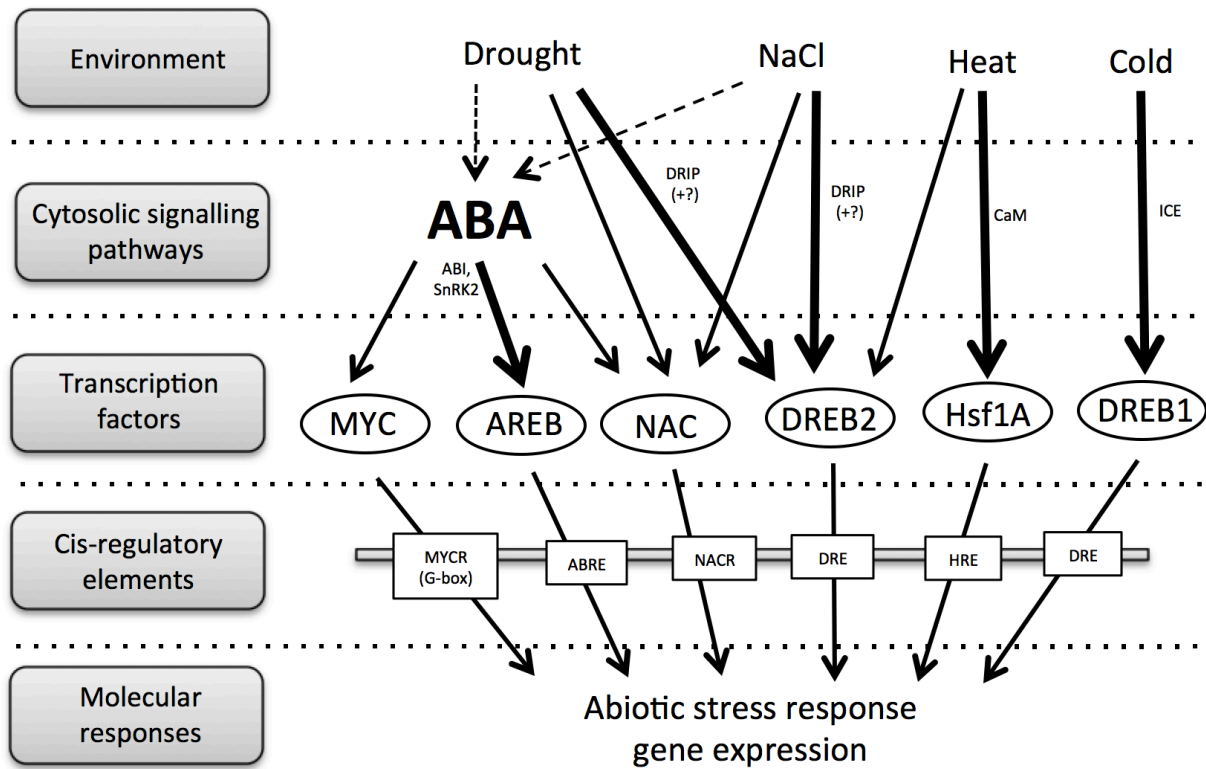 Environment
Drought
NaCl
Heat
Cold
Cytosolic signalling
pathways
ABA
DRIP
(+?)
DRIP
(+?)
CaM
ICE
ABI,
SnRK2
Transcription
factors
MYC
AREB
NAC
DREB2
Hsf1A
DREB1
Cis-regulatory
elements
MYCR
(G-box)
ABRE
NACR
DRE
HRE
DRE
Molecular
responses
Abiotic stress response
gene expression